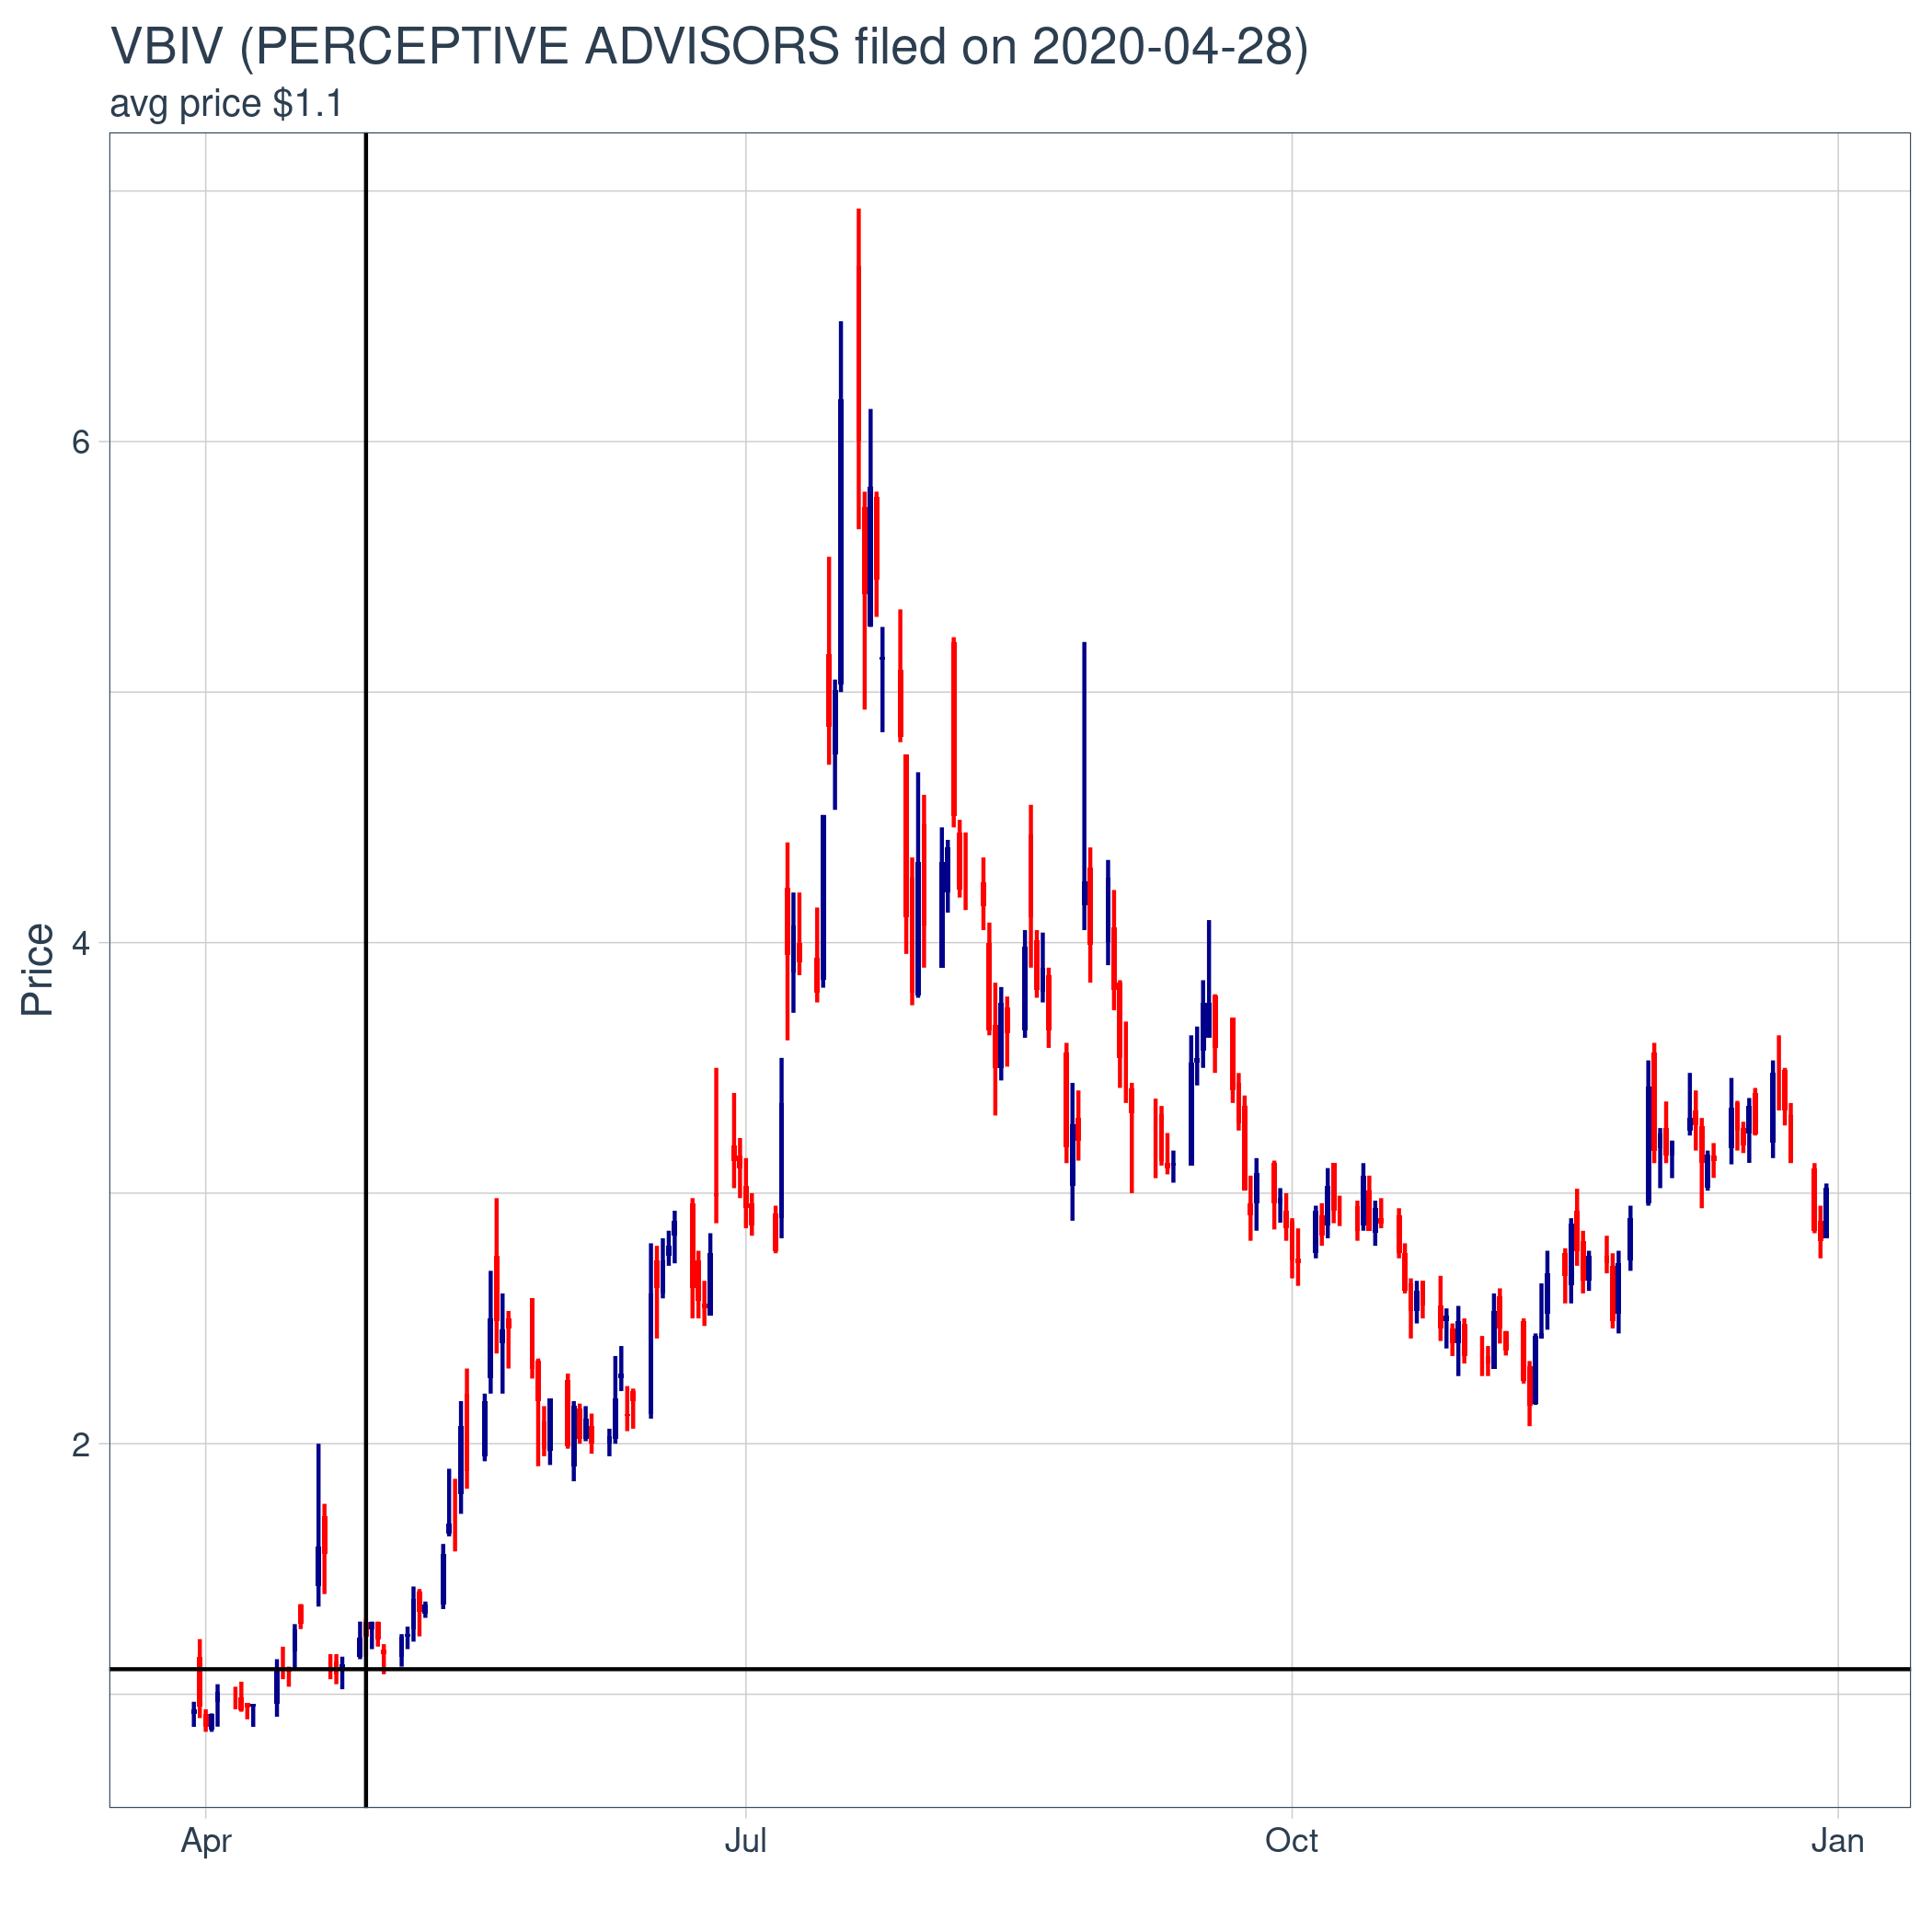 VBIV (PERCEPTIVE ADVISORS filed on 2020-04-28)
avg price $1.1
Price
6
4
2
Apr Jul Oct Jan